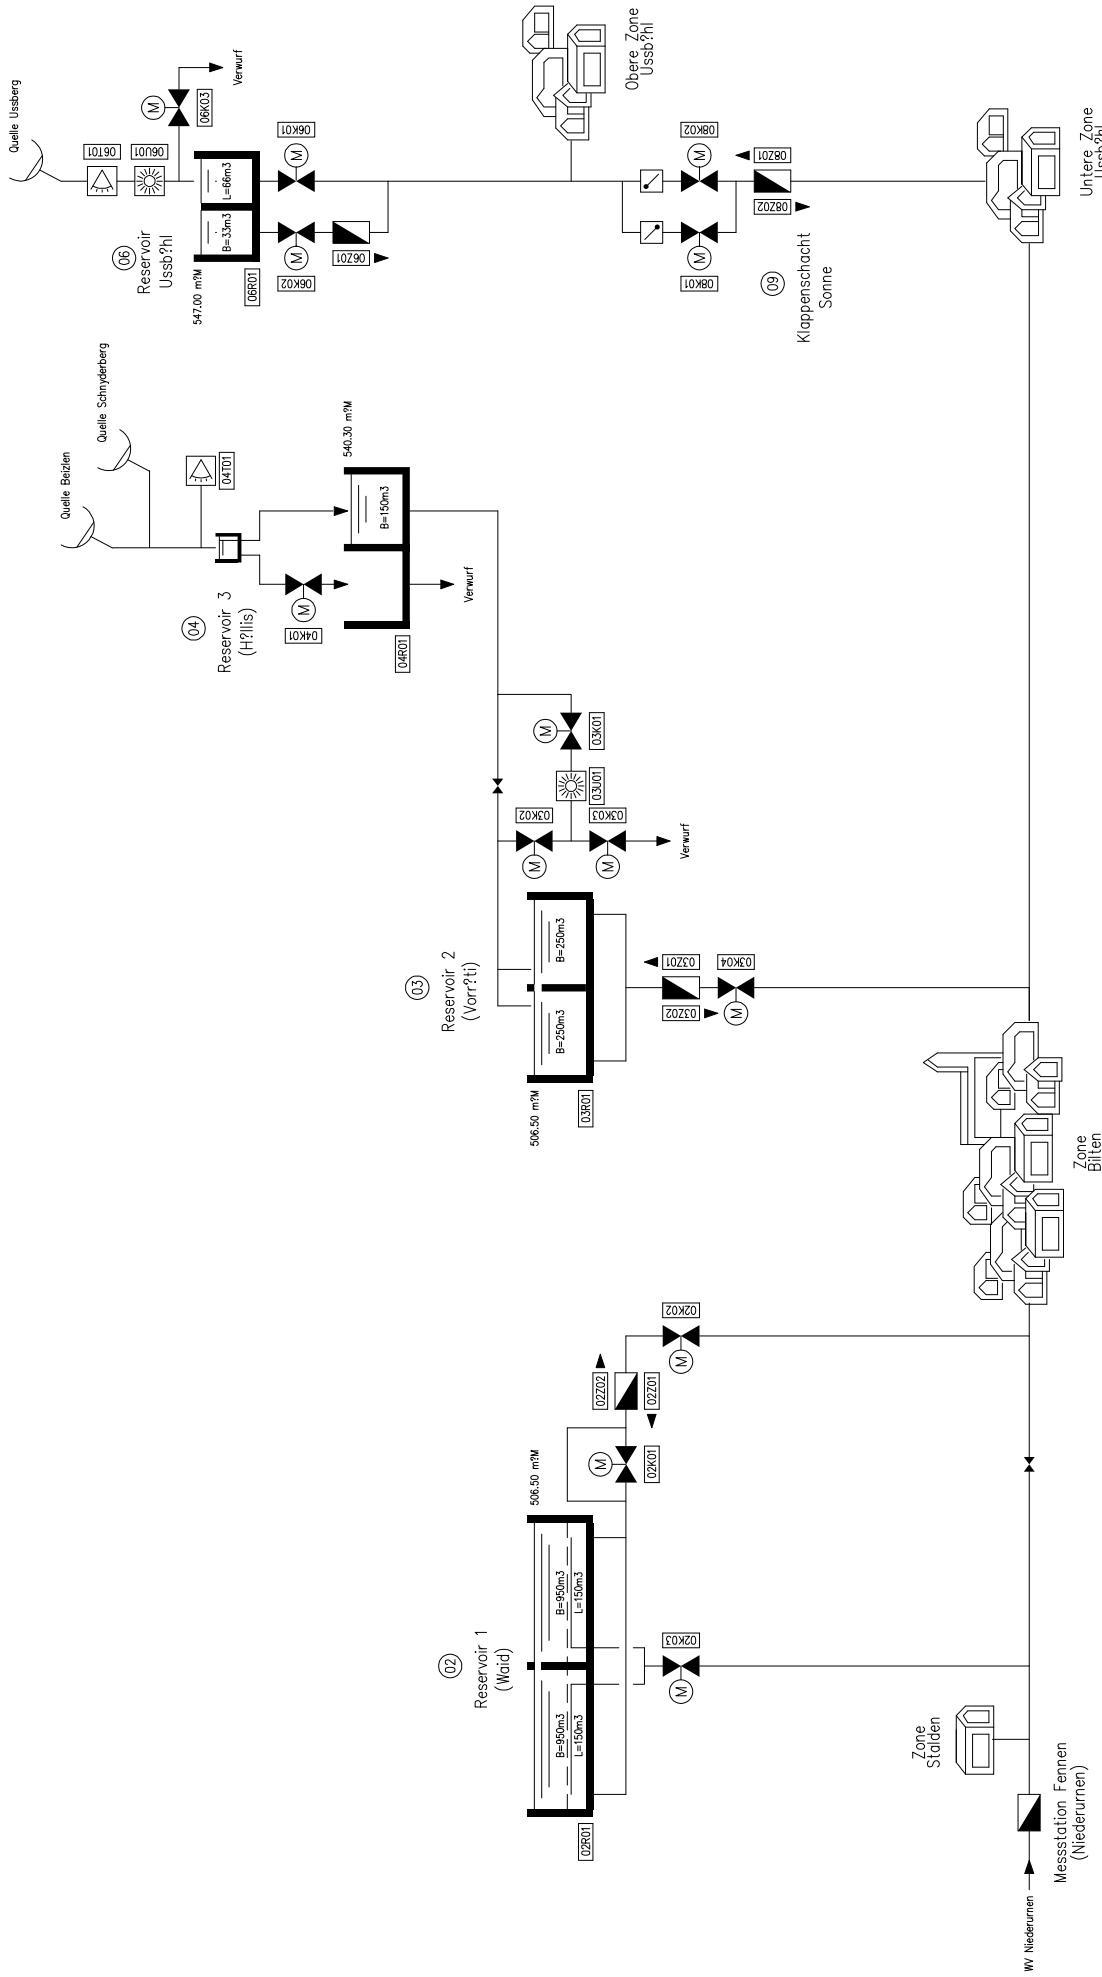 WV Niederurnen
Messstation Fennen
(Niederurnen)
Zone
Stalden
02
Reservoir 1
(Waid)
506.50 m?M
B=950m3
L=150m3
B=950m3
L=150m3
02R01
02K03
02K01
02Z02
02Z01
02K02
Zone
Bilten
03
Reservoir 2
(Vorr?ti)
506.50 m?M
B=250m3
B=250m3
03R01
03Z01
03Z02
03K04
03K02
03K03
Verwurf
03U01
03K01
04
Reservoir 3
(H?llis)
Quelle Beizlen
Quelle Schnyderberg
04T01
04K01
540.30 m?M
B=150m3
04R01
Verwurf
06
Reservoir
Ussb?hl
Quelle Ussberg
06T01
06U01
06K03
Verwurf
547.00 m?M
B=33m3
L=66m3
06R01
06K01
06K02
06Z01
Obere Zone
Ussb?hl
08K02
08K01
08Z01
08Z02
09
Klappenschacht
Sonne
Untere Zone
Ussb?hl
M
M
M
M
M
M
M
M
M
M
M
M
M